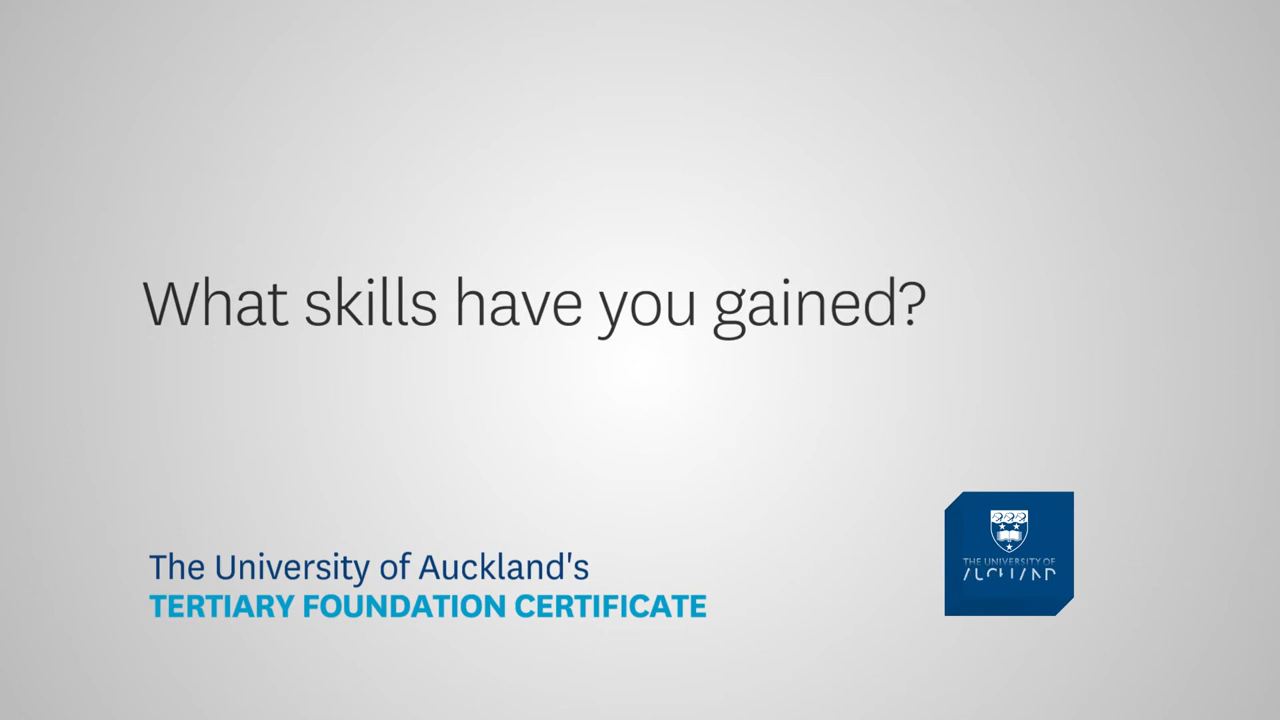 What skills have you gained?
The University of Auckland's
TERTIARY FOUNDATION CERTIFICATE
THE UNIVERSITY OF